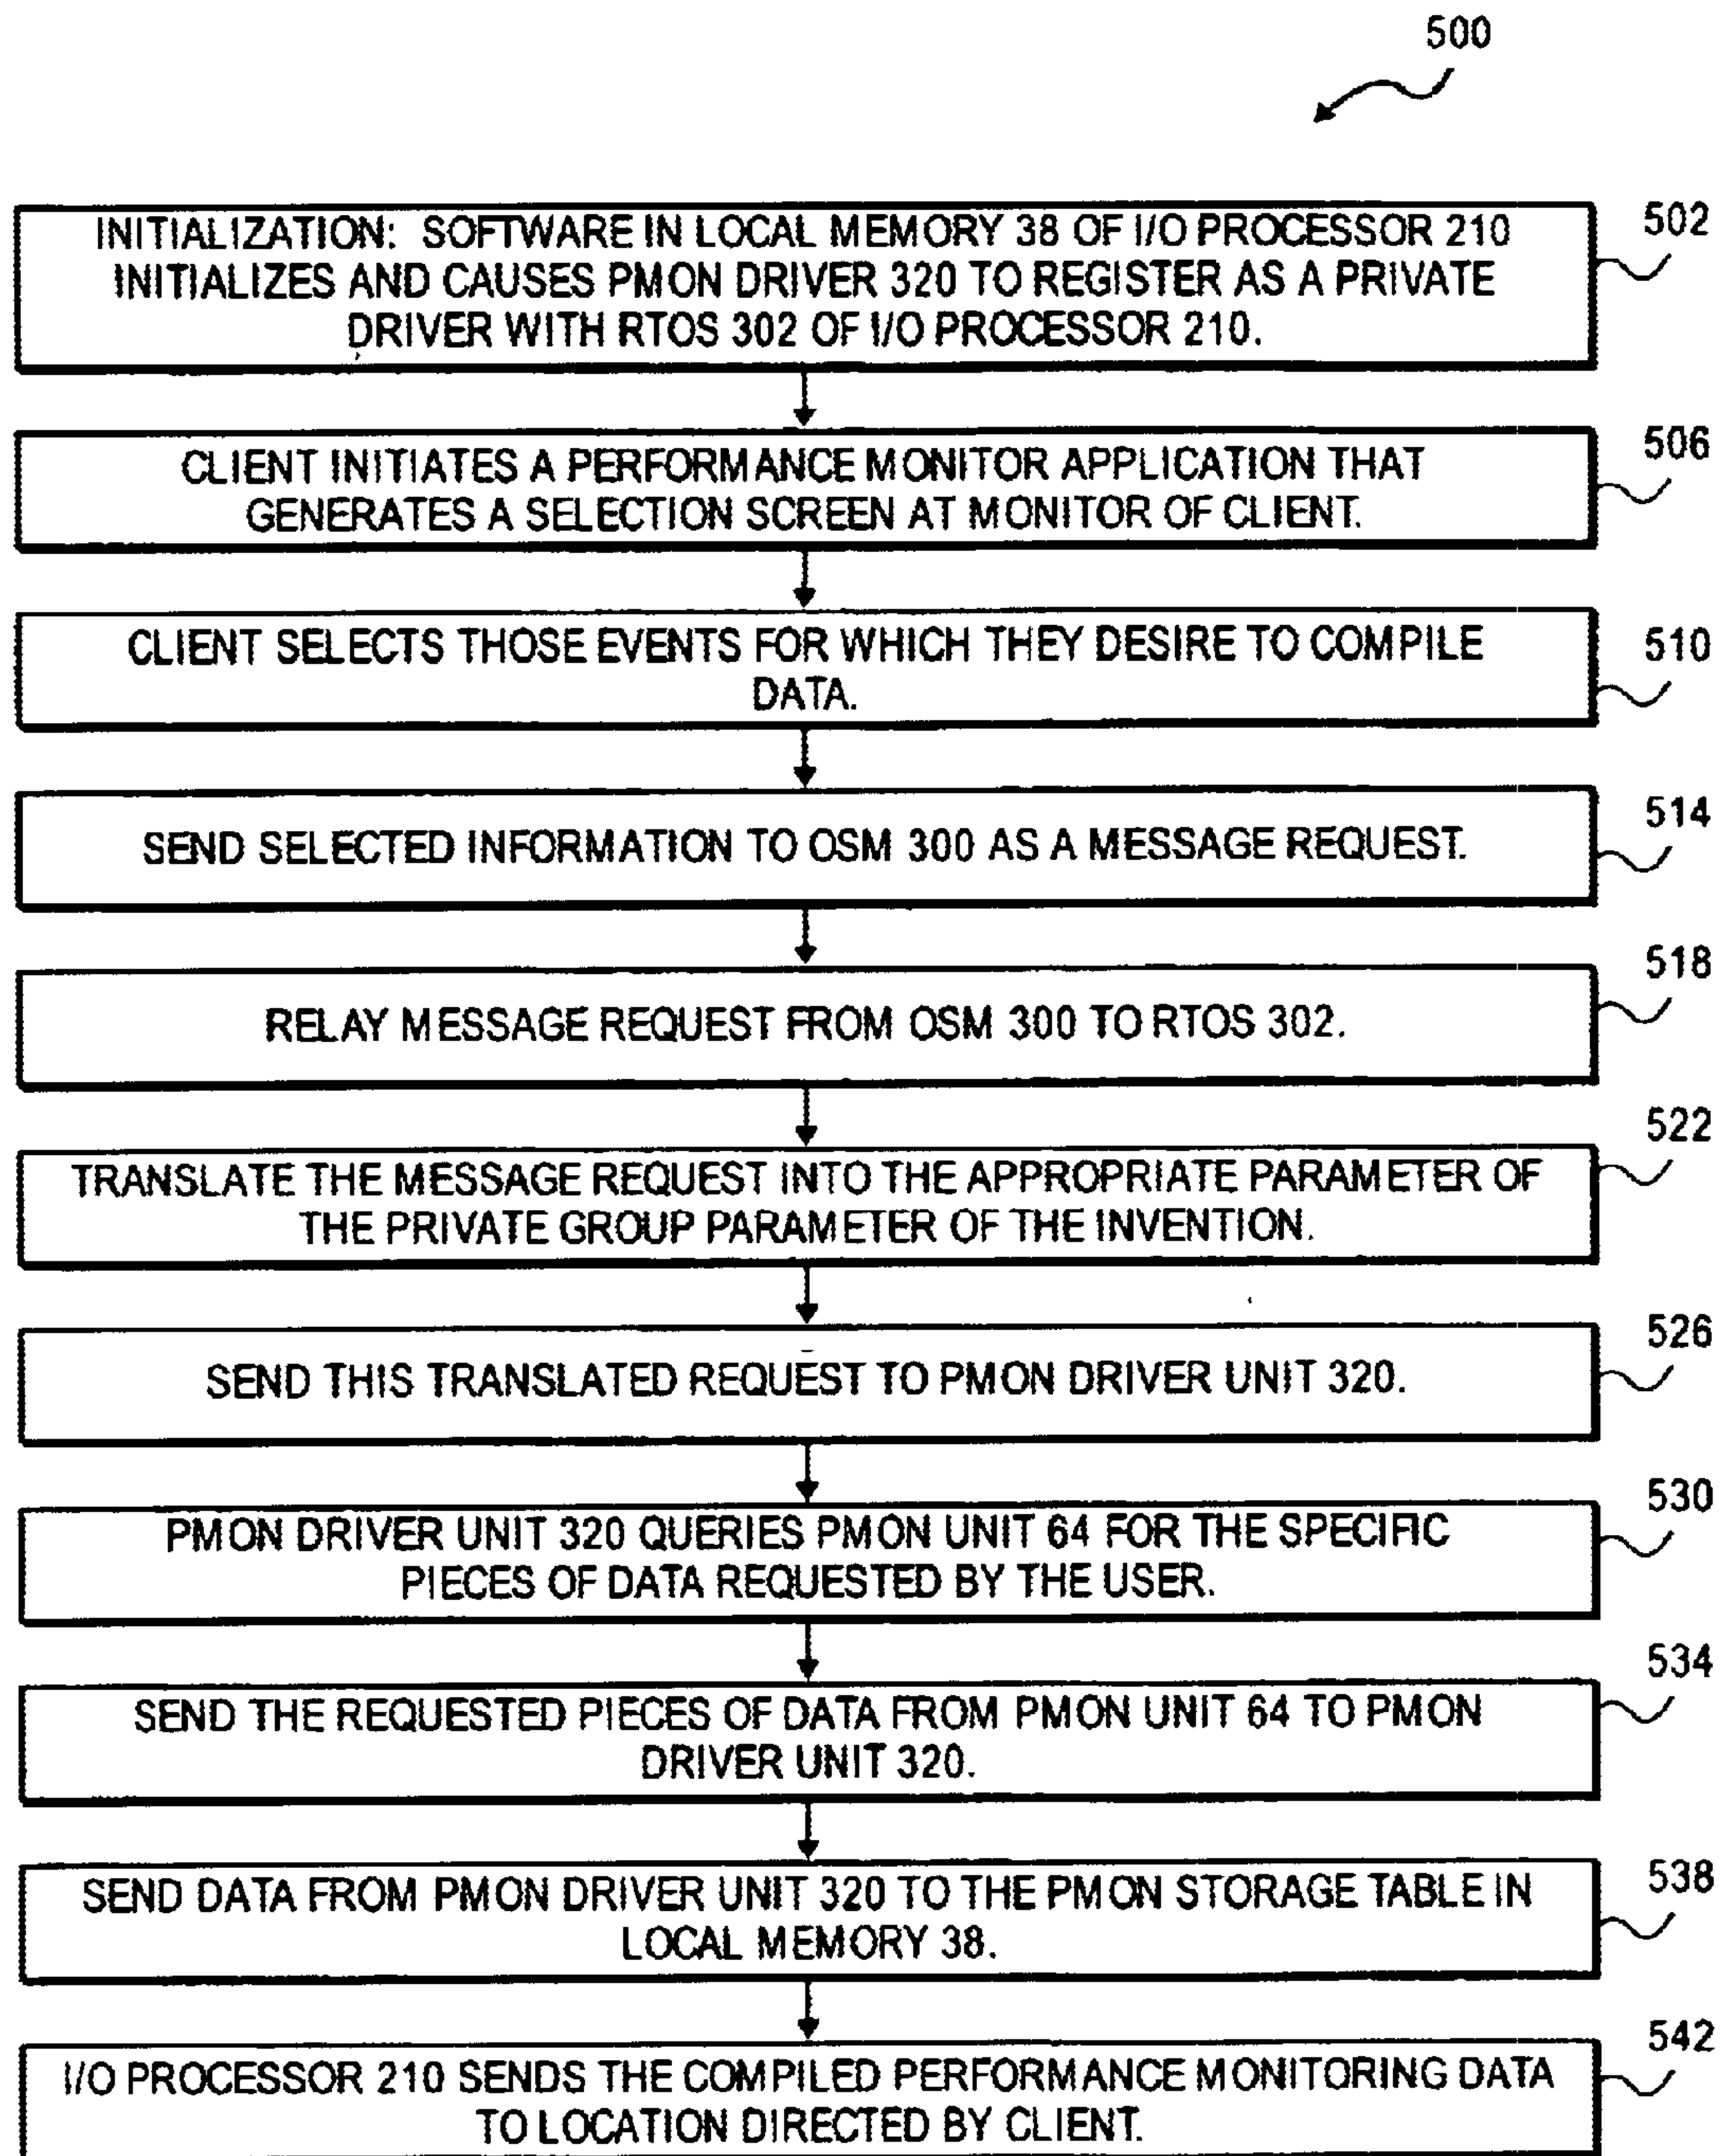 500
INITIALIZATION: SOFTWARE IN LOCAL MEMORY 38 OF I/O PROCESSOR 210
INITIALIZES AND CAUSES PMON DRIVER 320 TO REGISTER AS A PRIVATE
DRIVER WITH RTOS 302 OF I/O PROCESSOR 210.
502
CLIENT INITIATES A PERFORMANCE MONITOR APPLICATION THAT
GENERATES A SELECTION SCREEN AT MONITOR OF CLIENT.
506
CLIENT SELECTS THOSE EVENTS FOR WHICH THEY DESIRE TO COMPILE
DATA.
510
SEND SELECTED INFORMATION TO OSM 300 AS A MESSAGE REQUEST.
514
RELAY MESSAGE REQUEST FROM OSM 300 TO RTOS 302.
518
TRANSLATE THE MESSAGE REQUEST INTO THE APPROPRIATE PARAMETER OF
THE PRIVATE GROUP PARAMETER OF THE INVENTION.
522
SEND THIS TRANSLATED REQUEST TO PMON DRIVER UNIT 320.
526
PMON DRIVER UNIT 320 QUERIES PMON UNIT 64 FOR THE SPECIFIC
PIECES OF DATA REQUESTED BY THE USER.
530
SEND THE REQUESTED PIECES OF DATA FROM PMON UNIT 64 TO PMON
DRIVER UNIT 320.
534
SEND DATA FROM PMON DRIVER UNIT 320 TO THE PMON STORAGE TABLE IN
LOCAL MEMORY 38.
538
I/O PROCESSOR 210 SENDS THE COMPILED PERFORMANCE MONITORING DATA
TO LOCATION DIRECTED BY CLIENT.
542